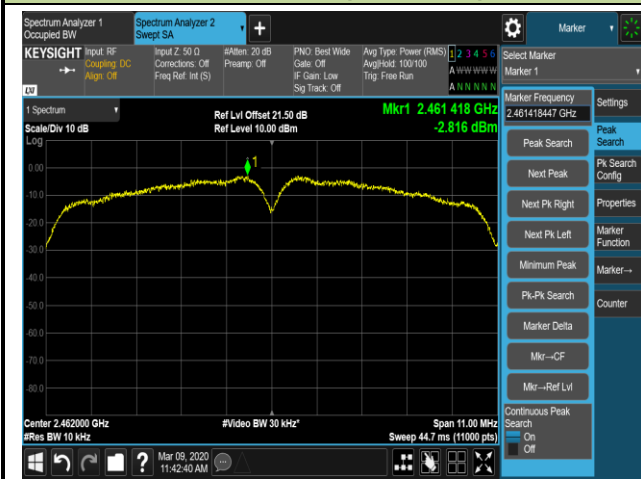 Spectrum Analyzer 1
Occupied BW
Spectrum Analyzer 2
Swept SA
Marker
KEYSIGHT
Input: RF
Coupling: DC
Align: Off
Input Z: 50 Ω
Corrections: Off
Freq Ref: Int (S)
#Atten: 20 dB
Preamp: Off
PNO: Best Wide
Gate: Off
IF Gain: Low
Sig Track: Off
Avg Type: Power (RMS)
Avg|Hold: 100/100
Trig: Free Run
1 2 3 4 5 6
A W W W W W
A N N N N N
LXI
Select Marker
Marker 1
1 Spectrum
Scale/Div 10 dB
Log
Ref Lvl Offset 21.50 dB
Ref Level 10.00 dBm
Mkr1 2.461 418 GHz
-2.816 dBm
1
0.00
-10.0
-20.0
-30.0
-40.0
-50.0
-60.0
-70.0
-80.0
Center 2.462000 GHz
#Res BW 10 kHz
#Video BW 30 kHz*
Span 11.00 MHz
Sweep 44.7 ms (11000 pts)
Marker Frequency
2.461418447 GHz
Peak Search
Next Peak
Next Pk Right
Next Pk Left
Minimum Peak
Pk-Pk Search
Marker Delta
Mkr→CF
Mkr→Ref Lvl
Continuous Peak
Search
On
Off
Settings
Peak
Search
Pk Search
Config
Properties
Marker
Function
Marker→
Counter
?
Mar 09, 2020
11:42:40 AM